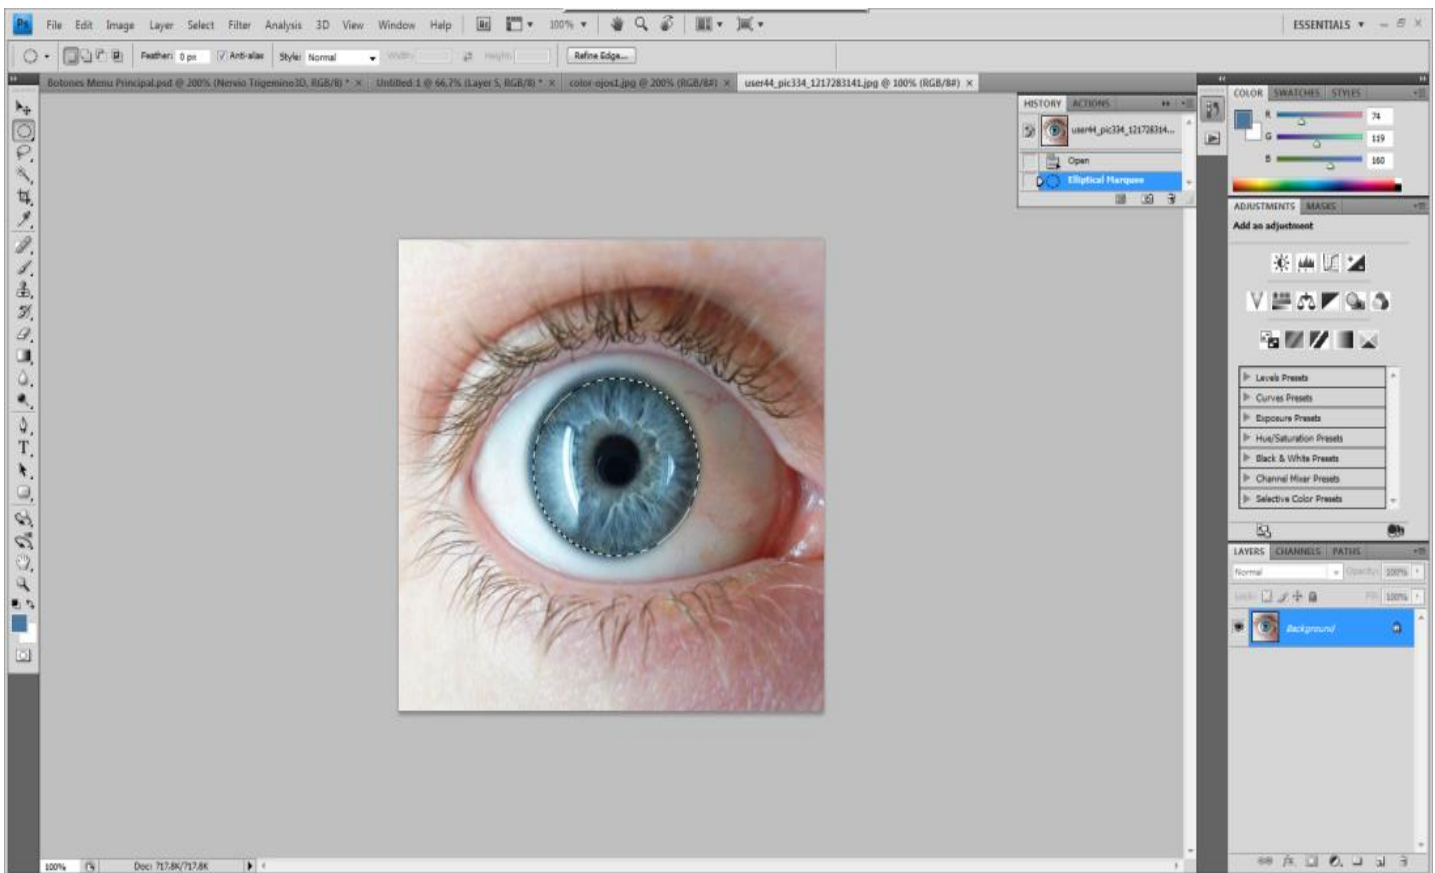 Ps File Edit Image Layer Select Filter Analysis 3D View Window Help Br 100% ESSENTIALS
Feather: 0 px Anti-alias Style: Normal Width: Height: Refine Edge...
Botones Menu Principal.psd @ 200% (Nervio Trigemino3D, RGB/8) * × Untitled-1 @ 66,7% (Layer 5, RGB/8) * × color-ojos1.jpg @ 200% (RGB/8#) × user44_pic334_1217283141.jpg @ 100% (RGB/8#) ×
HISTORY ACTIONS
user44_pic334_121728314...
Open
Elliptical Marquee
COLOR SWATCHES STYLES
R 74
G 119
B 160
ADJUSTMENTS MASKS
Add an adjustment
Levels Presets
Curves Presets
Exposure Presets
Hue/Saturation Presets
Black & White Presets
Channel Mixer Presets
Selective Color Presets
LAYERS CHANNELS PATHS
Normal Opacity: 100%
Lock: Fill: 100%
Background
100% Doc: 717,8K/717,8K